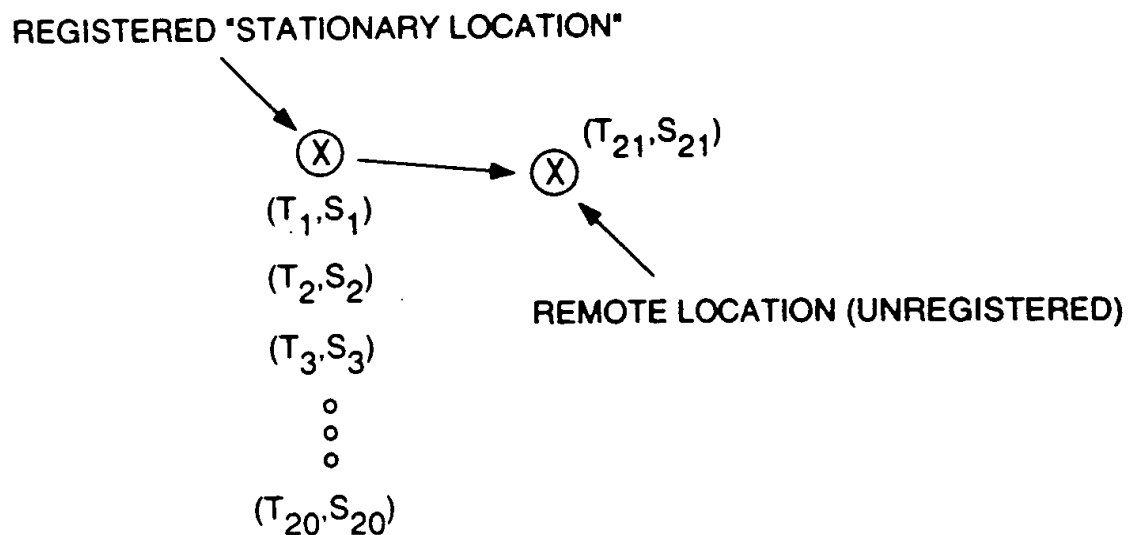 REGISTERED "STATIONARY LOCATION"
X
X
(T21,S21)
(T1,S1)
(T2,S2)
REMOTE LOCATION (UNREGISTERED)
(T3,S3)
(T20,S20)